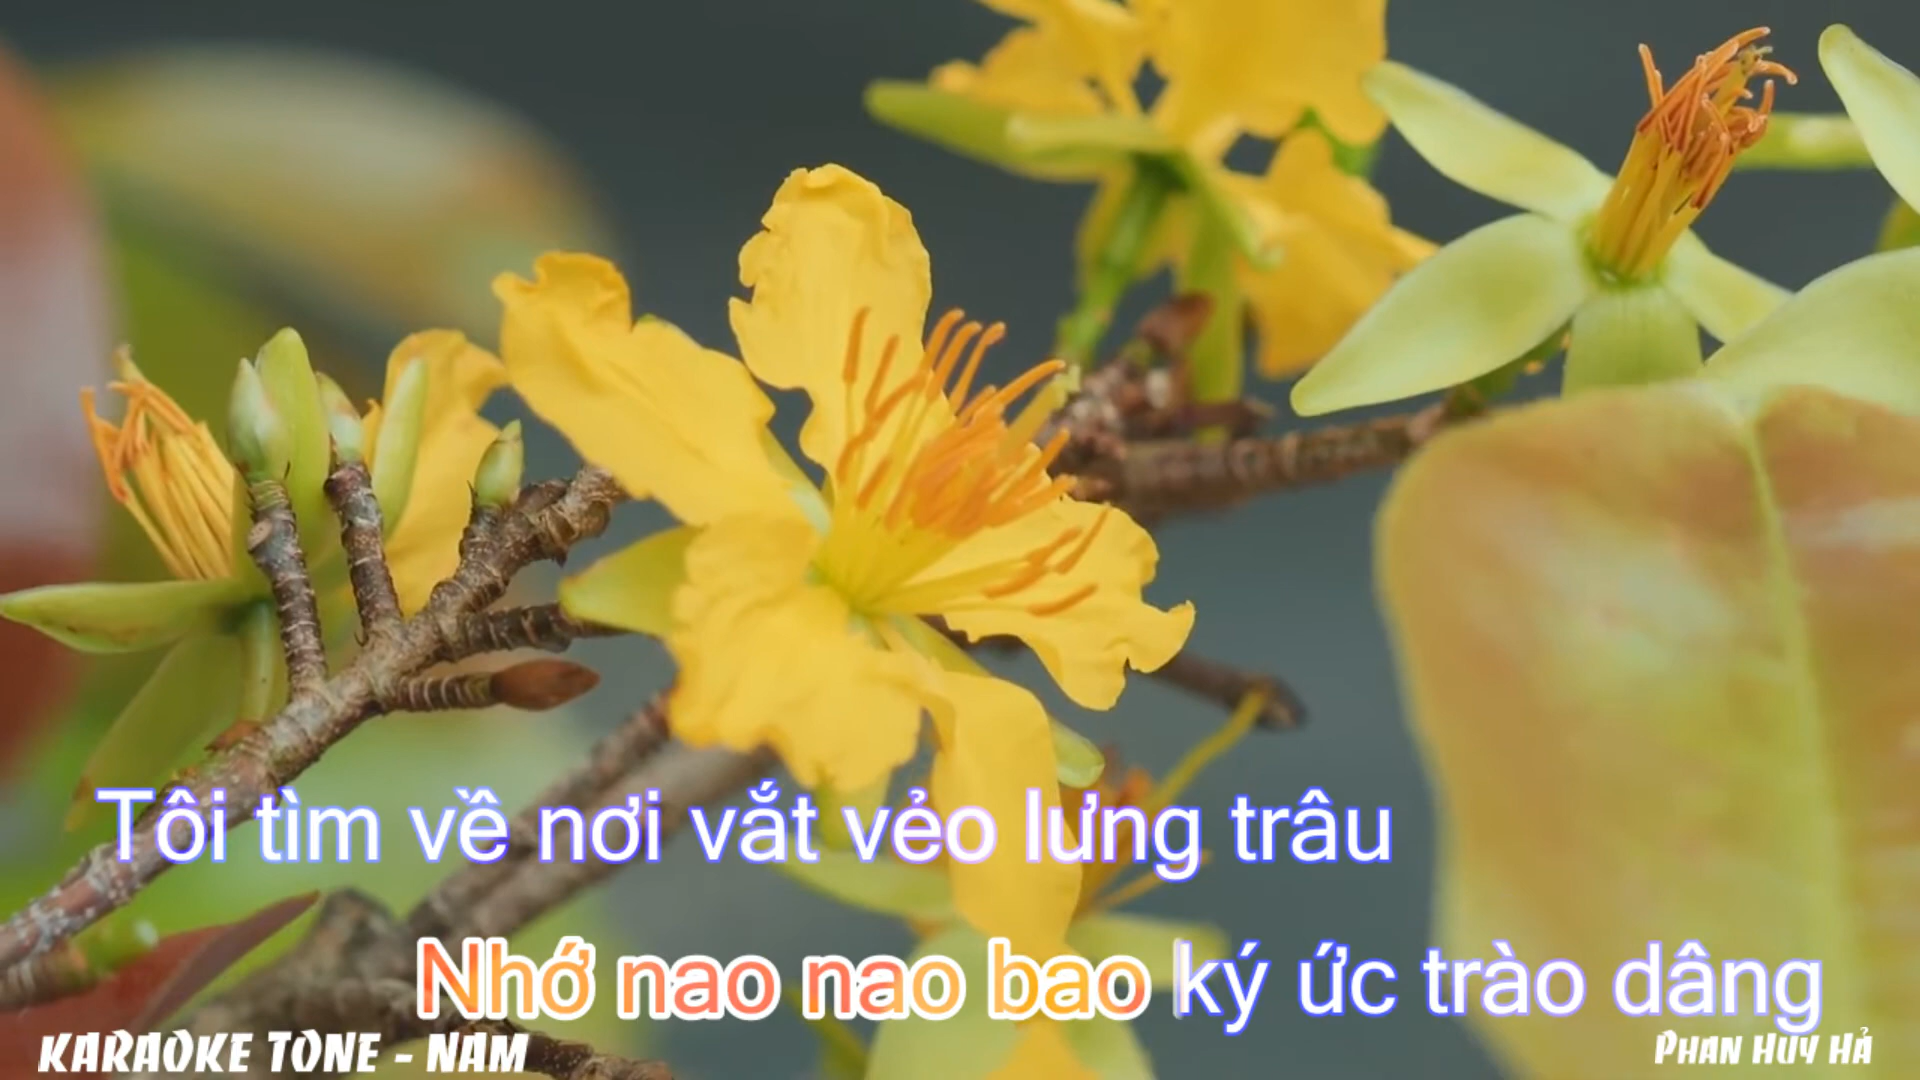 Tôi tìm về nơi vắt vẻo lưng trâu
Nhớ nao nao bao ký ức trào dâng
KARAOKE TONE - NAM
PHAN HUY HẢ